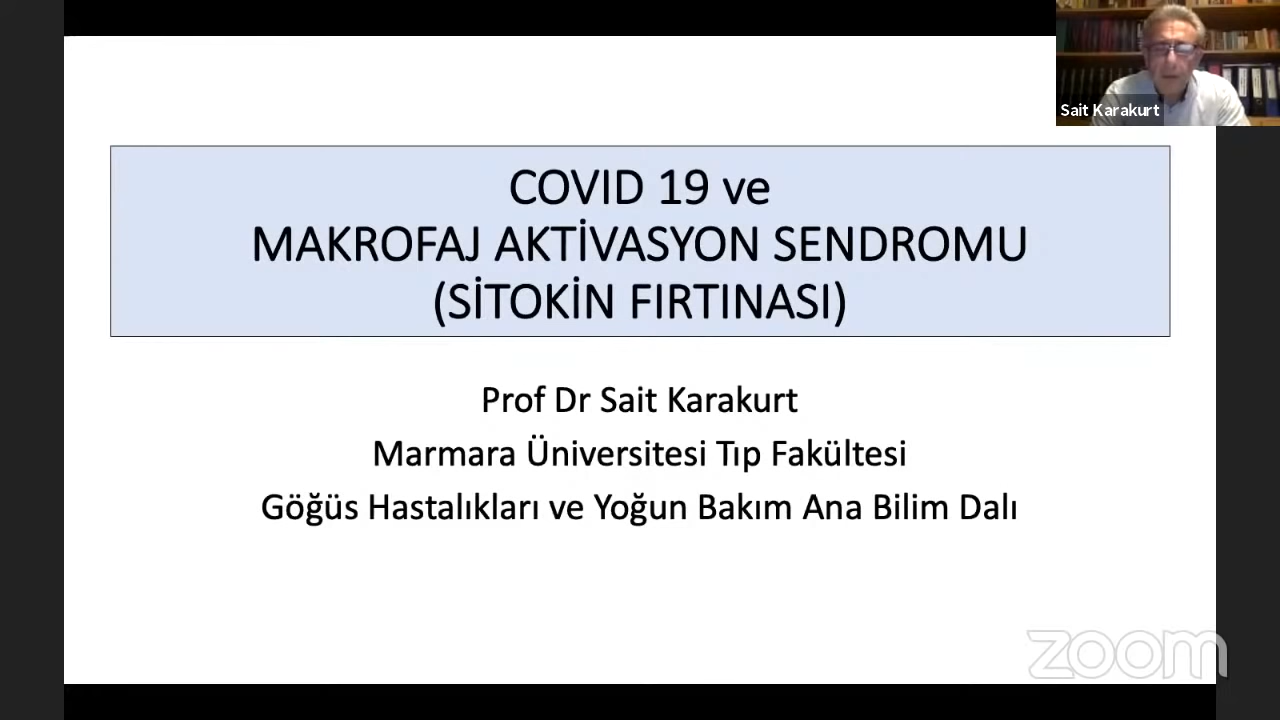 Sait Karakurt
COVID 19 ve
MAKROFAJ AKTİVASYON SENDROMU
(SİTOKİN FIRTINASI)
Prof Dr Sait Karakurt
Marmara Üniversitesi Tıp Fakültesi
Göğüs Hastalıkları ve Yoğun Bakım Ana Bilim Dalı
zoom